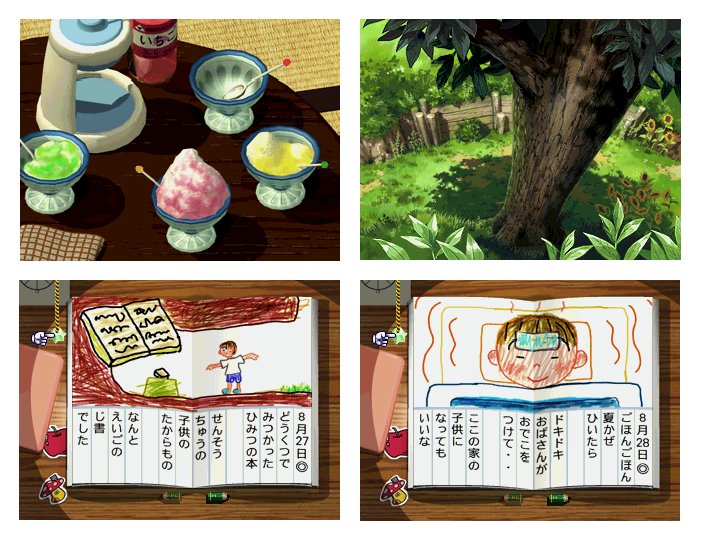 いちご
8月27日◎
どうくつで
みつかった
ひみつの本
せんそう
ちゅうの
子供の
たからもの
なんと
えいごの
じ書
でした
8月28日◎
ごほんごほん
夏かぜ
ひいたら
ドキドキ
おばさんが
おでこを
つけて・・
ここの家の
子供に
なっても
いいな